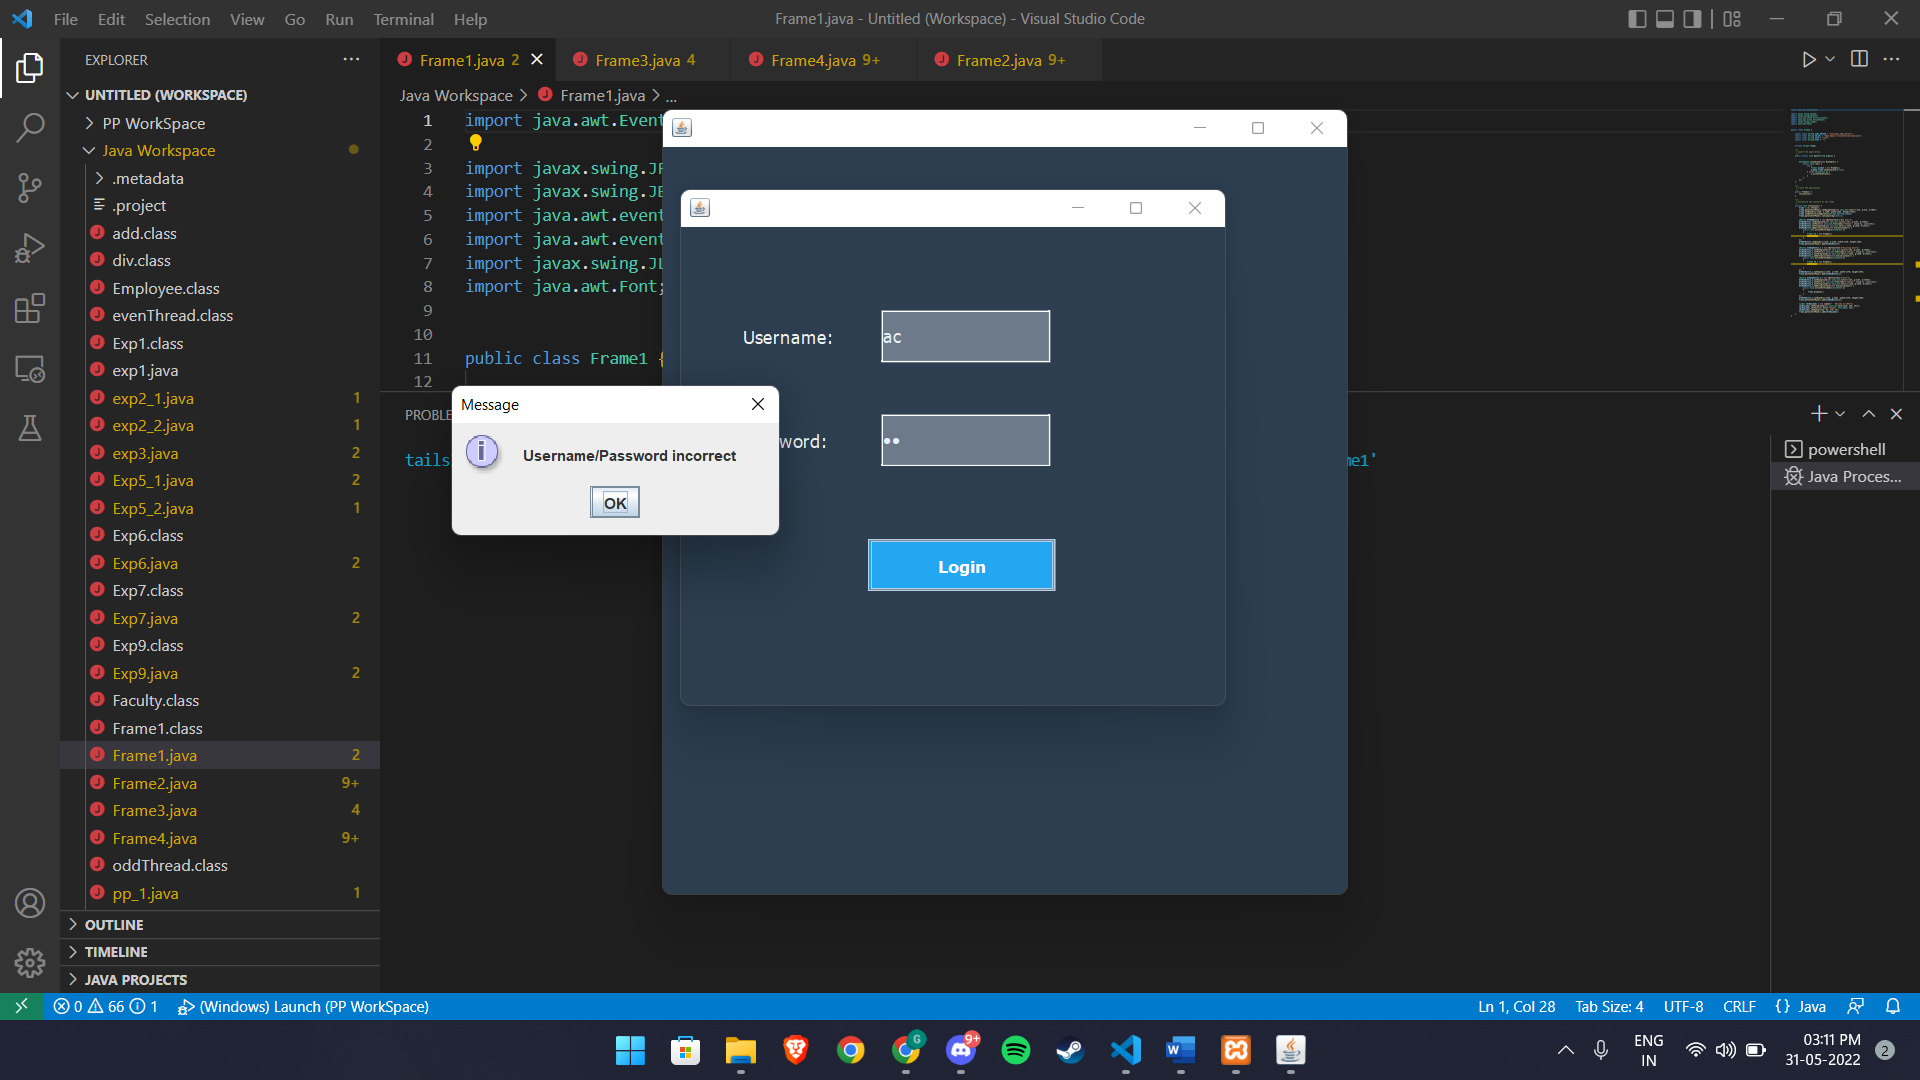 File Edit Selection View Go Run Terminal Help
Frame1.java - Untitled (Workspace) - Visual Studio Code
EXPLORER
Frame1.java 2
Frame3.java 4
Frame4.java 9+
Frame2.java 9+
UNTITLED (WORKSPACE)
PP WorkSpace
Java Workspace
.metadata
.project
add.class
div.class
Employee.class
evenThread.class
Exp1.class
exp1.java
exp2_1.java 1
exp2_2.java 1
exp3.java 2
Exp5_1.java 2
Exp5_2.java 1
Exp6.class
Exp6.java 2
Exp7.class
Exp7.java 2
Exp9.class
Exp9.java 2
Faculty.class
Frame1.class
Frame1.java 2
Frame2.java 9+
Frame3.java 4
Frame4.java 9+
oddThread.class
pp_1.java 1
OUTLINE
TIMELINE
JAVA PROJECTS
Java Workspace > Frame1.java > ...
1 import java.awt.Event
2
3 import javax.swing.JF
4 import javax.swing.JB
5 import java.awt.event
6 import java.awt.event
7 import javax.swing.JL
8 import java.awt.Font;
9
10
11 public class Frame1 {
12
PROBLE
tails
me1'
powershell
Java Proces...
Username:
ac
word:
Login
Message
Username/Password incorrect
OK
0 66 1 (Windows) Launch (PP WorkSpace)
Ln 1, Col 28 Tab Size: 4 UTF-8 CRLF {} Java
G
9+
ENG
IN
03:11 PM
31-05-2022
2